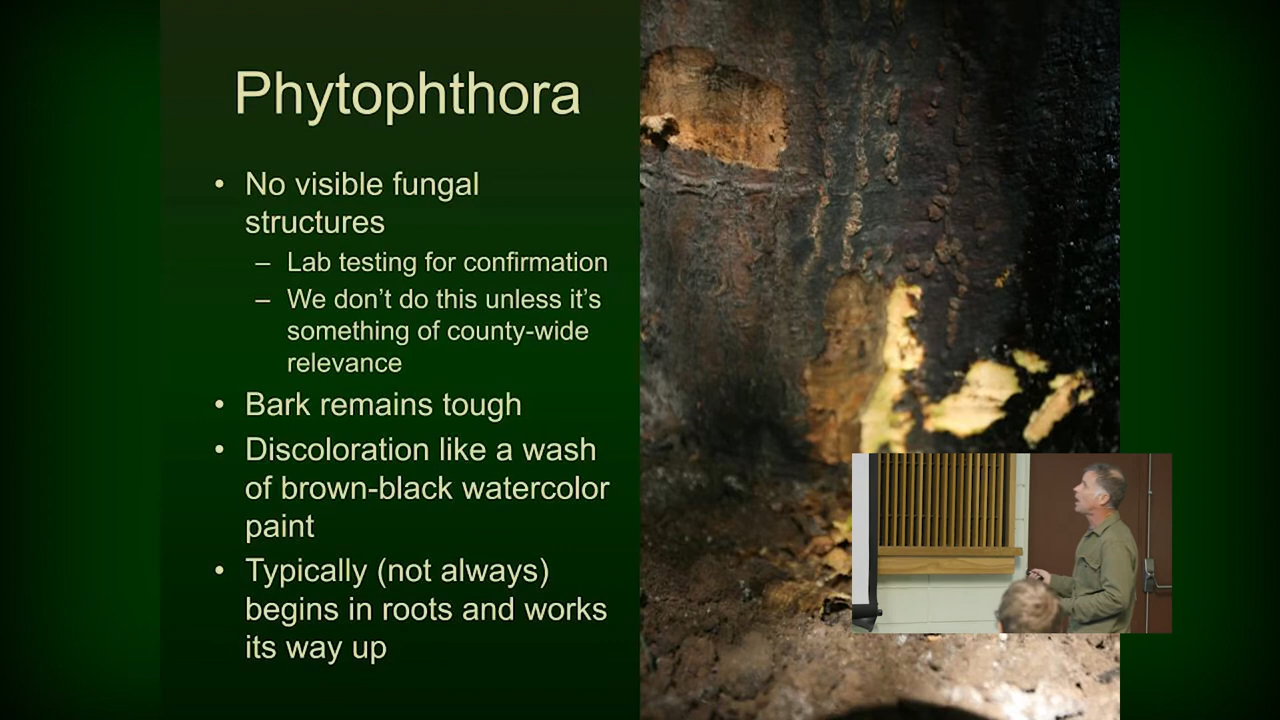 Phytophthora
• No visible fungal
structures
– Lab testing for confirmation
– We don’t do this unless it’s
something of county-wide
relevance
• Bark remains tough
• Discoloration like a wash
of brown-black watercolor
paint
• Typically (not always)
begins in roots and works
its way up